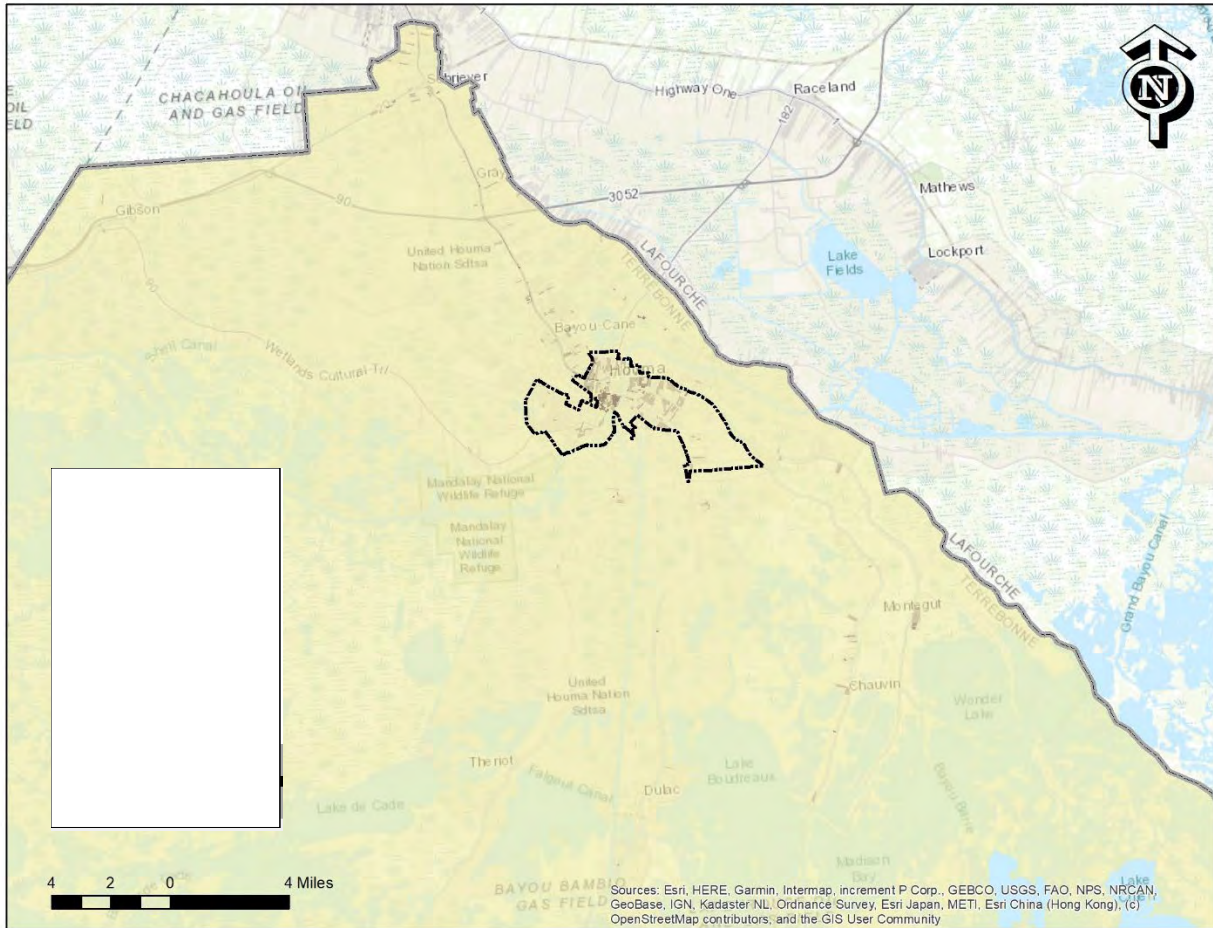 N
Schriever
CHACAHOULA OIL
AND GAS FIELD
OIL
ELD
Highway One
Raceland
182
1
Gray
Mathews
90
3052
Gibson
Lockport
United Houma
Nation Sdtsa
LAFOURCHE
TERREBONNE
Lake
Fields
90
Bayou Cane
Shell Canal
Wetlands Cultural Trl
Houma
Mandalay National
Wildlife Refuge
Mandalay
National
Wildlife
Refuge
LAFOURCHE
TERREBONNE
Grand Bayou Canal
Montegut
Chauvin
United
Houma Nation
Sdtsa
Wonder
Lake
Theriot
Falgout Canal
Lake
Boudreaux
Dulac
Lake de Cade
Madison
Bay
4 2 0 4 Miles
BAYOU
GAS FIELD
Lake
Sources: Esri, HERE, Garmin, Intermap, increment P Corp., GEBCO, USGS, FAO, NPS, NRCAN,
GeoBase, IGN, Kadaster NL, Ordnance Survey, Esri Japan, METI, Esri China (Hong Kong), (c)
OpenStreetMap contributors, and the GIS User Community